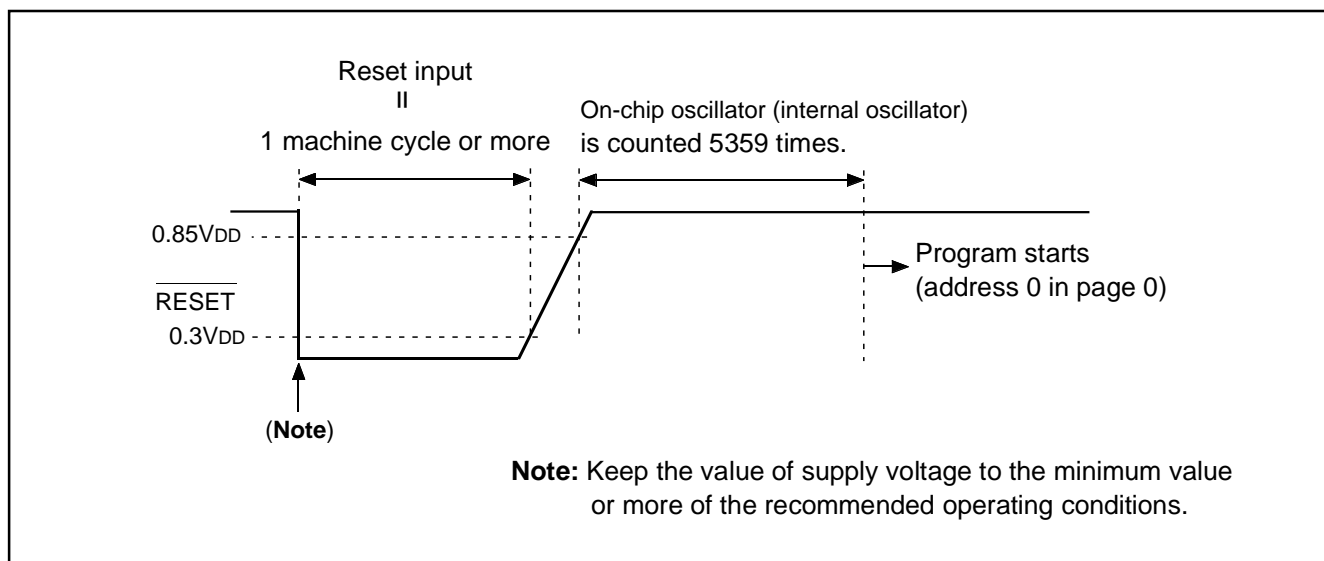 Reset input
=
1 machine cycle or more
On-chip oscillator (internal oscillator)
is counted 5359 times.
0.85VDD
RESET
0.3VDD
Program starts
(address 0 in page 0)
(Note)
Note: Keep the value of supply voltage to the minimum value
or more of the recommended operating conditions.